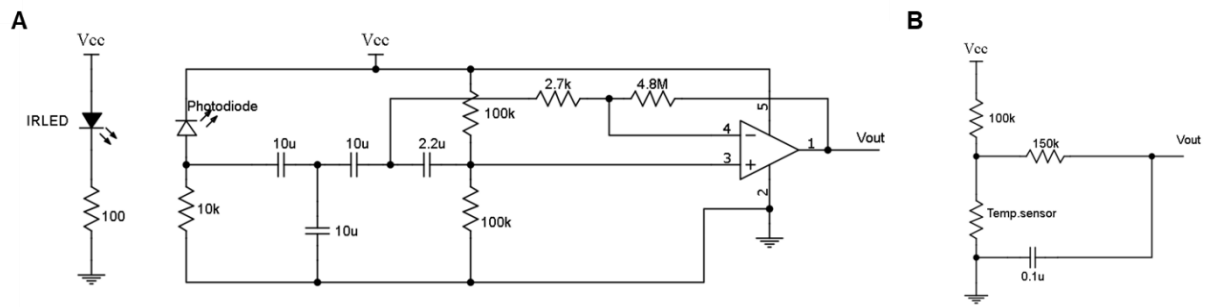 A
Vcc
IRLED
100
Vcc
Photodiode
10k
10u
10u
10u
2.2u
100k
100k
2.7k
4.8M
5
4
3
1
2
Vout
B
Vcc
100k
150k
Vout
Temp.sensor
0.1u